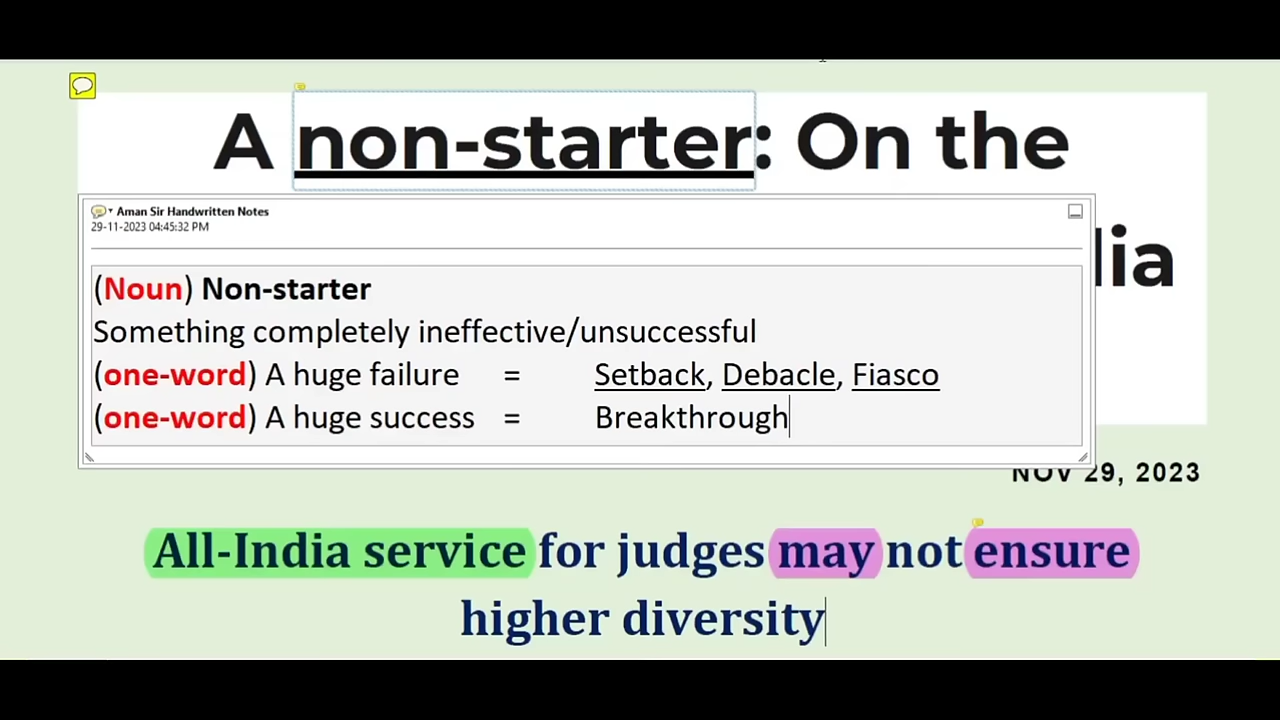 A non-starter: On the
Aman Sir Handwritten Notes
29-11-2023 04:45:32 PM
lia
(Noun) Non-starter
Something completely ineffective/unsuccessful
(one-word) A huge failure = Setback, Debacle, Fiasco
(one-word) A huge success = Breakthrough
NOV 29, 2023
All-India service for judges may not ensure
higher diversity